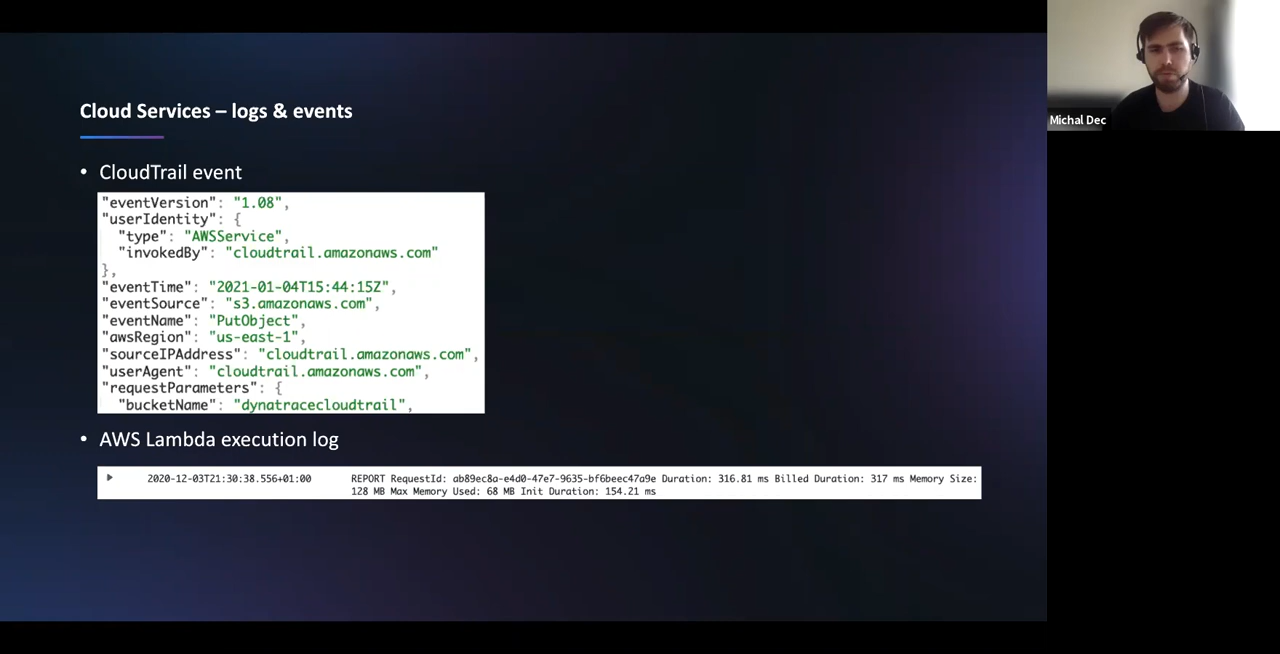 Cloud Services – logs & events
• CloudTrail event
"eventVersion": "1.08",
"userIdentity": {
"type": "AWSService",
"invokedBy": "cloudtrail.amazonaws.com"
},
"eventTime": "2021-01-04T15:44:15Z",
"eventSource": "s3.amazonaws.com",
"eventName": "PutObject",
"awsRegion": "us-east-1",
"sourceIPAddress": "cloudtrail.amazonaws.com",
"userAgent": "cloudtrail.amazonaws.com",
"requestParameters": {
"bucketName": "dynatracecloudtrail",
• AWS Lambda execution log
2020-12-03T21:30:38.556+01:00 REPORT RequestId: ab89ec8a-e4d0-47e7-9635-bf6beec47a9e Duration: 316.81 ms Billed Duration: 317 ms Memory Size:
128 MB Max Memory Used: 68 MB Init Duration: 154.21 ms
Michal Dec